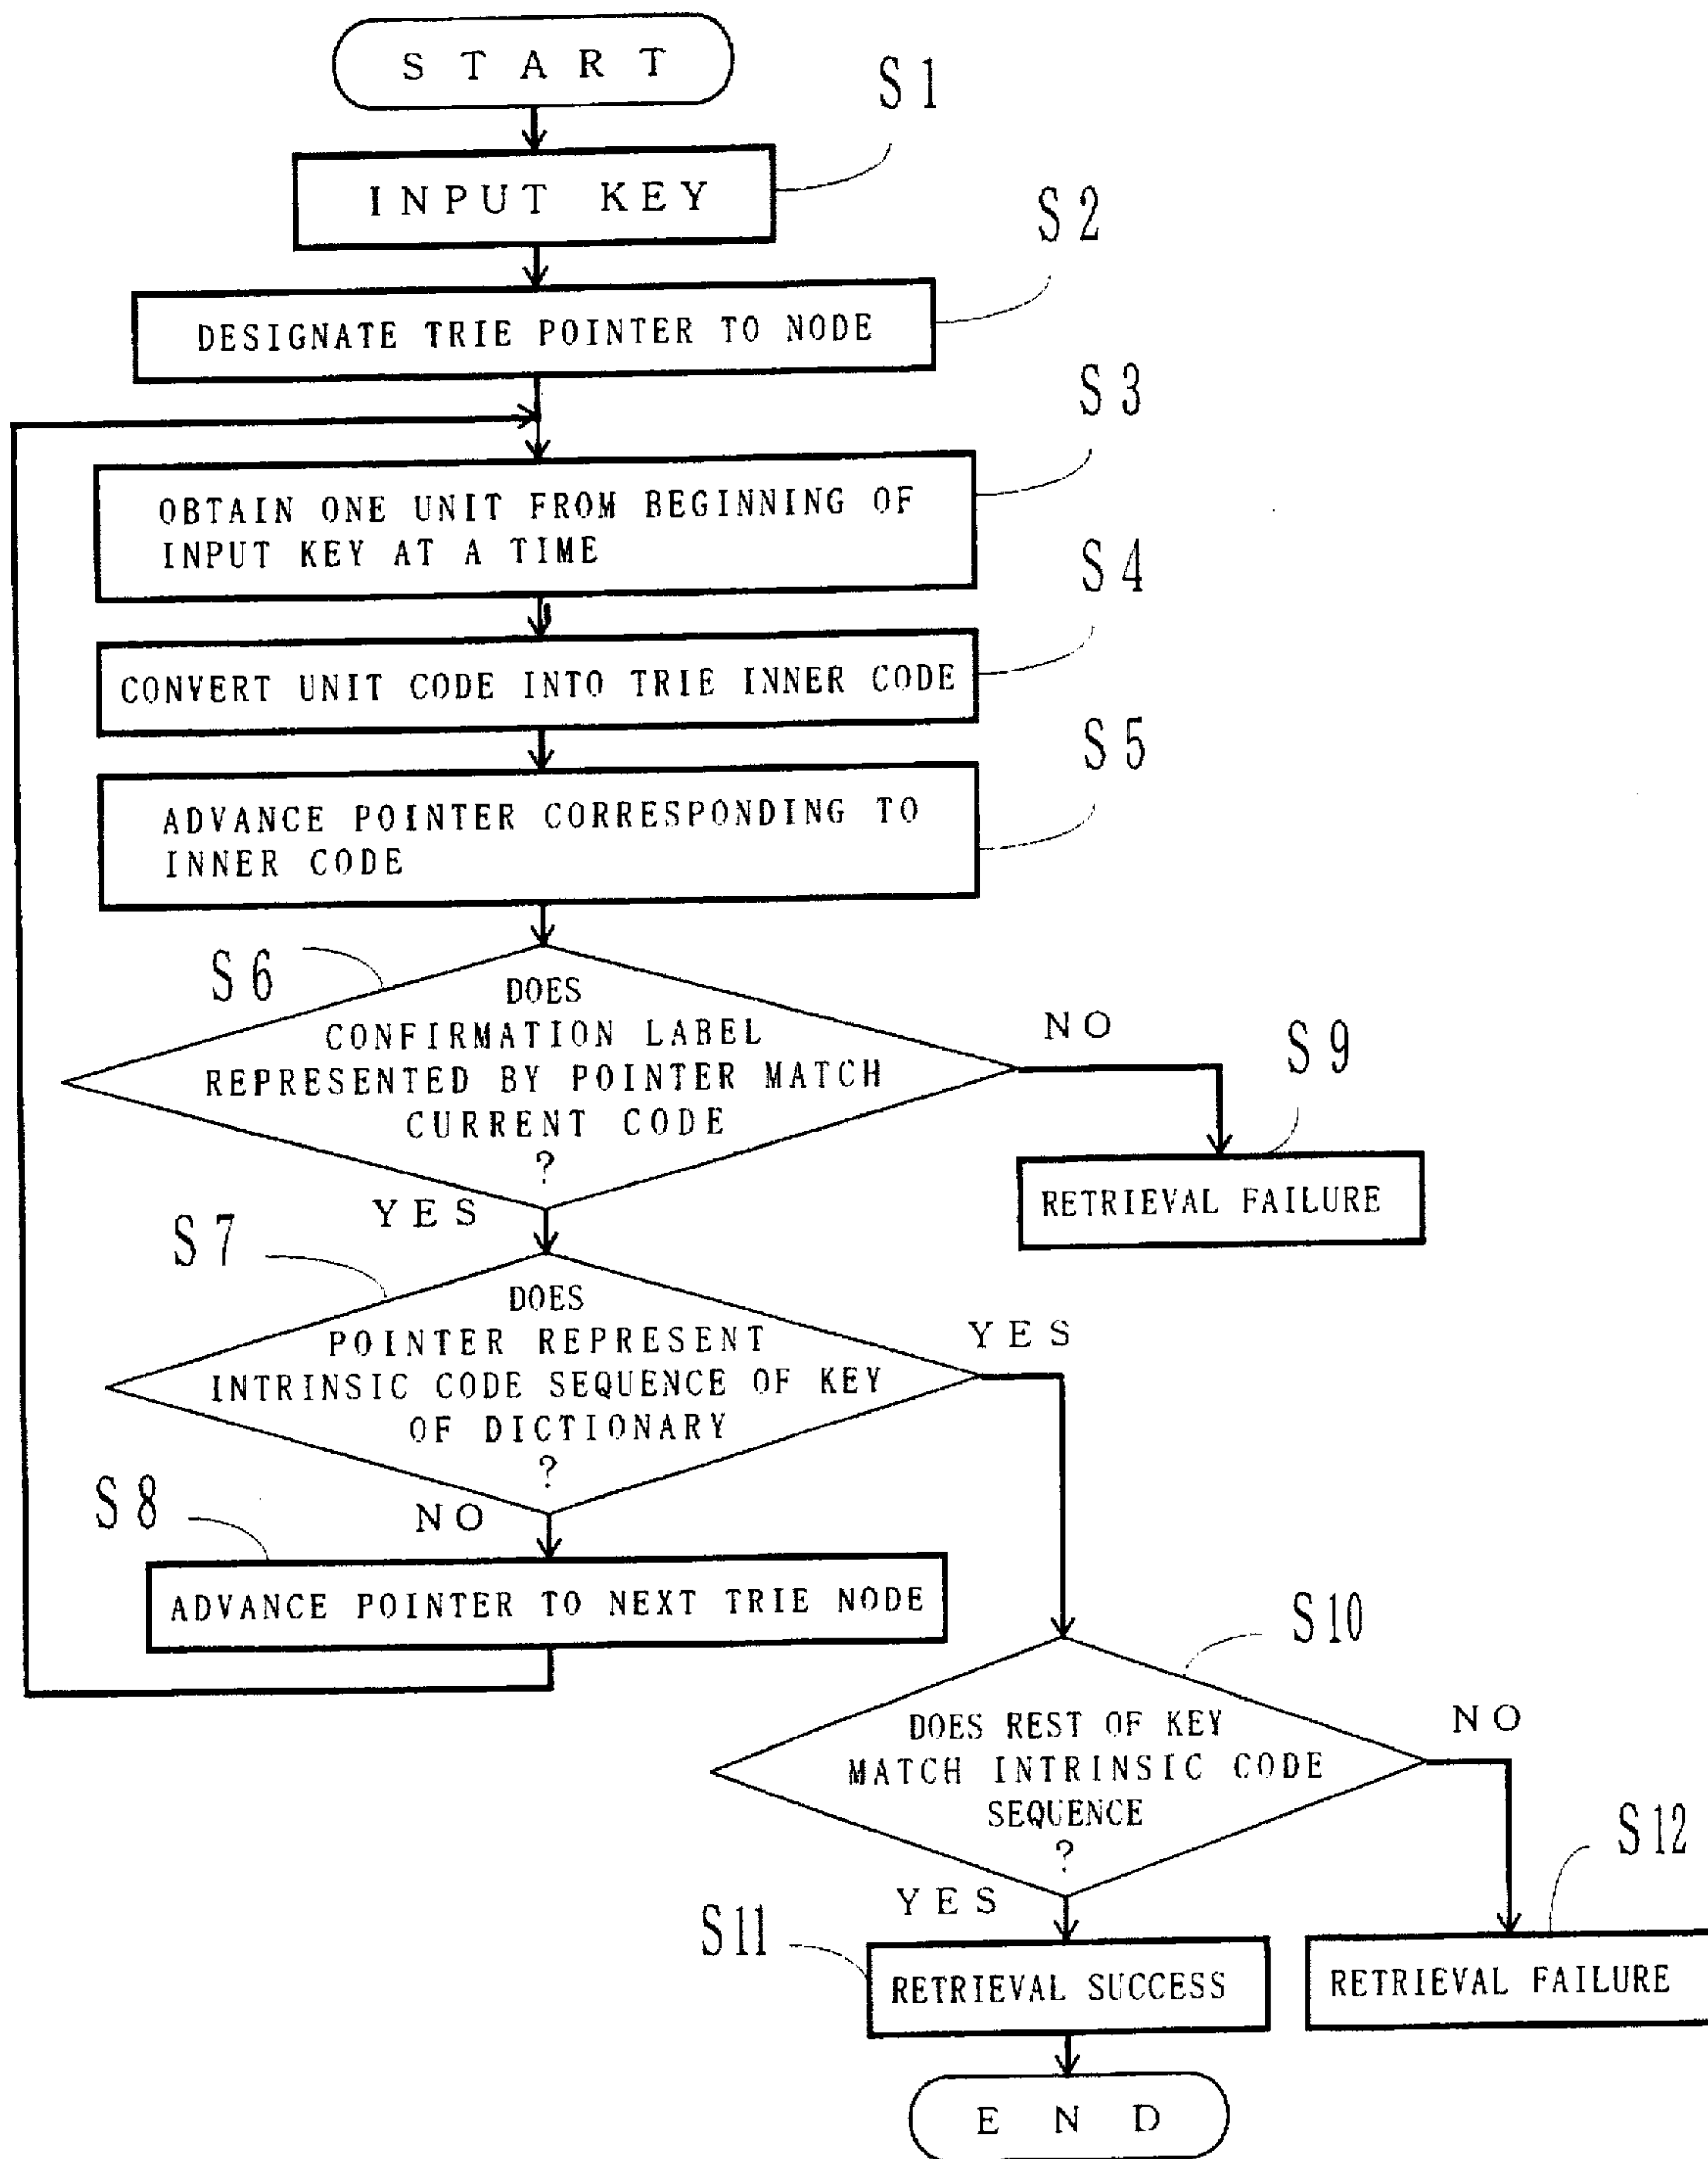 START
S1
INPUT KEY
S2
DESIGNATE TRIE POINTER TO NODE
S3
OBTAIN ONE UNIT FROM BEGINNING OF
INPUT KEY AT A TIME
S4
CONVERT UNIT CODE INTO TRIE INNER CODE
S5
ADVANCE POINTER CORRESPONDING TO
INNER CODE
S6
DOES
CONFIRMATION LABEL
REPRESENTED BY POINTER MATCH
CURRENT CODE
?
NO
S9
RETRIEVAL FAILURE
YES
S7
DOES
POINTER REPRESENT
INTRINSIC CODE SEQUENCE OF KEY
OF DICTIONARY
?
YES
NO
S8
ADVANCE POINTER TO NEXT TRIE NODE
S10
DOES REST OF KEY
MATCH INTRINSIC CODE
SEQUENCE
?
NO
S12
YES
S11
RETRIEVAL SUCCESS
RETRIEVAL FAILURE
END